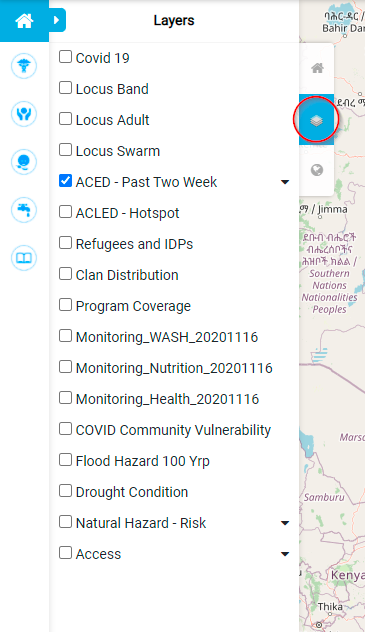 Layers
Covid 19
Locus Band
Locus Adult
Locus Swarm
ACED - Past Two Week
ACLED - Hotspot
Refugees and IDPs
Clan Distribution
Program Coverage
Monitoring_WASH_20201116
Monitoring_Nutrition_20201116
Monitoring_Health_20201116
COVID Community Vulnerability
Flood Hazard 100 Yrp
Drought Condition
Natural Hazard - Risk
Access
ባሕር ዳር /
Bahir Dar
/ Jimma
ደቡብ ብሔሮች
ብሔረሰቦችና
ሕዝቦች ክልል /
Southern
Nations
Nationalities
Peoples
Marsa
Samburu
Kenya
Thika